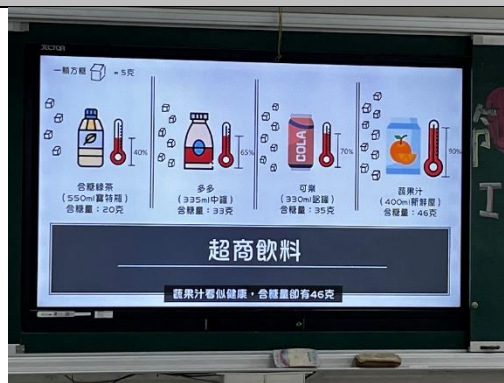 VECTOR
一顆方糖 = 5克
40%
含糖綠茶
(550ml寶特瓶)
含糖量：20克
65%
多多
(335ml中罐)
含糖量：33克
70%
COLA
可樂
(330ml鋁罐)
含糖量：35克
90%
蔬果汁
(400ml新鮮屋)
含糖量：46克
超商飲料
蔬果汁看似健康，含糖量卻有46克